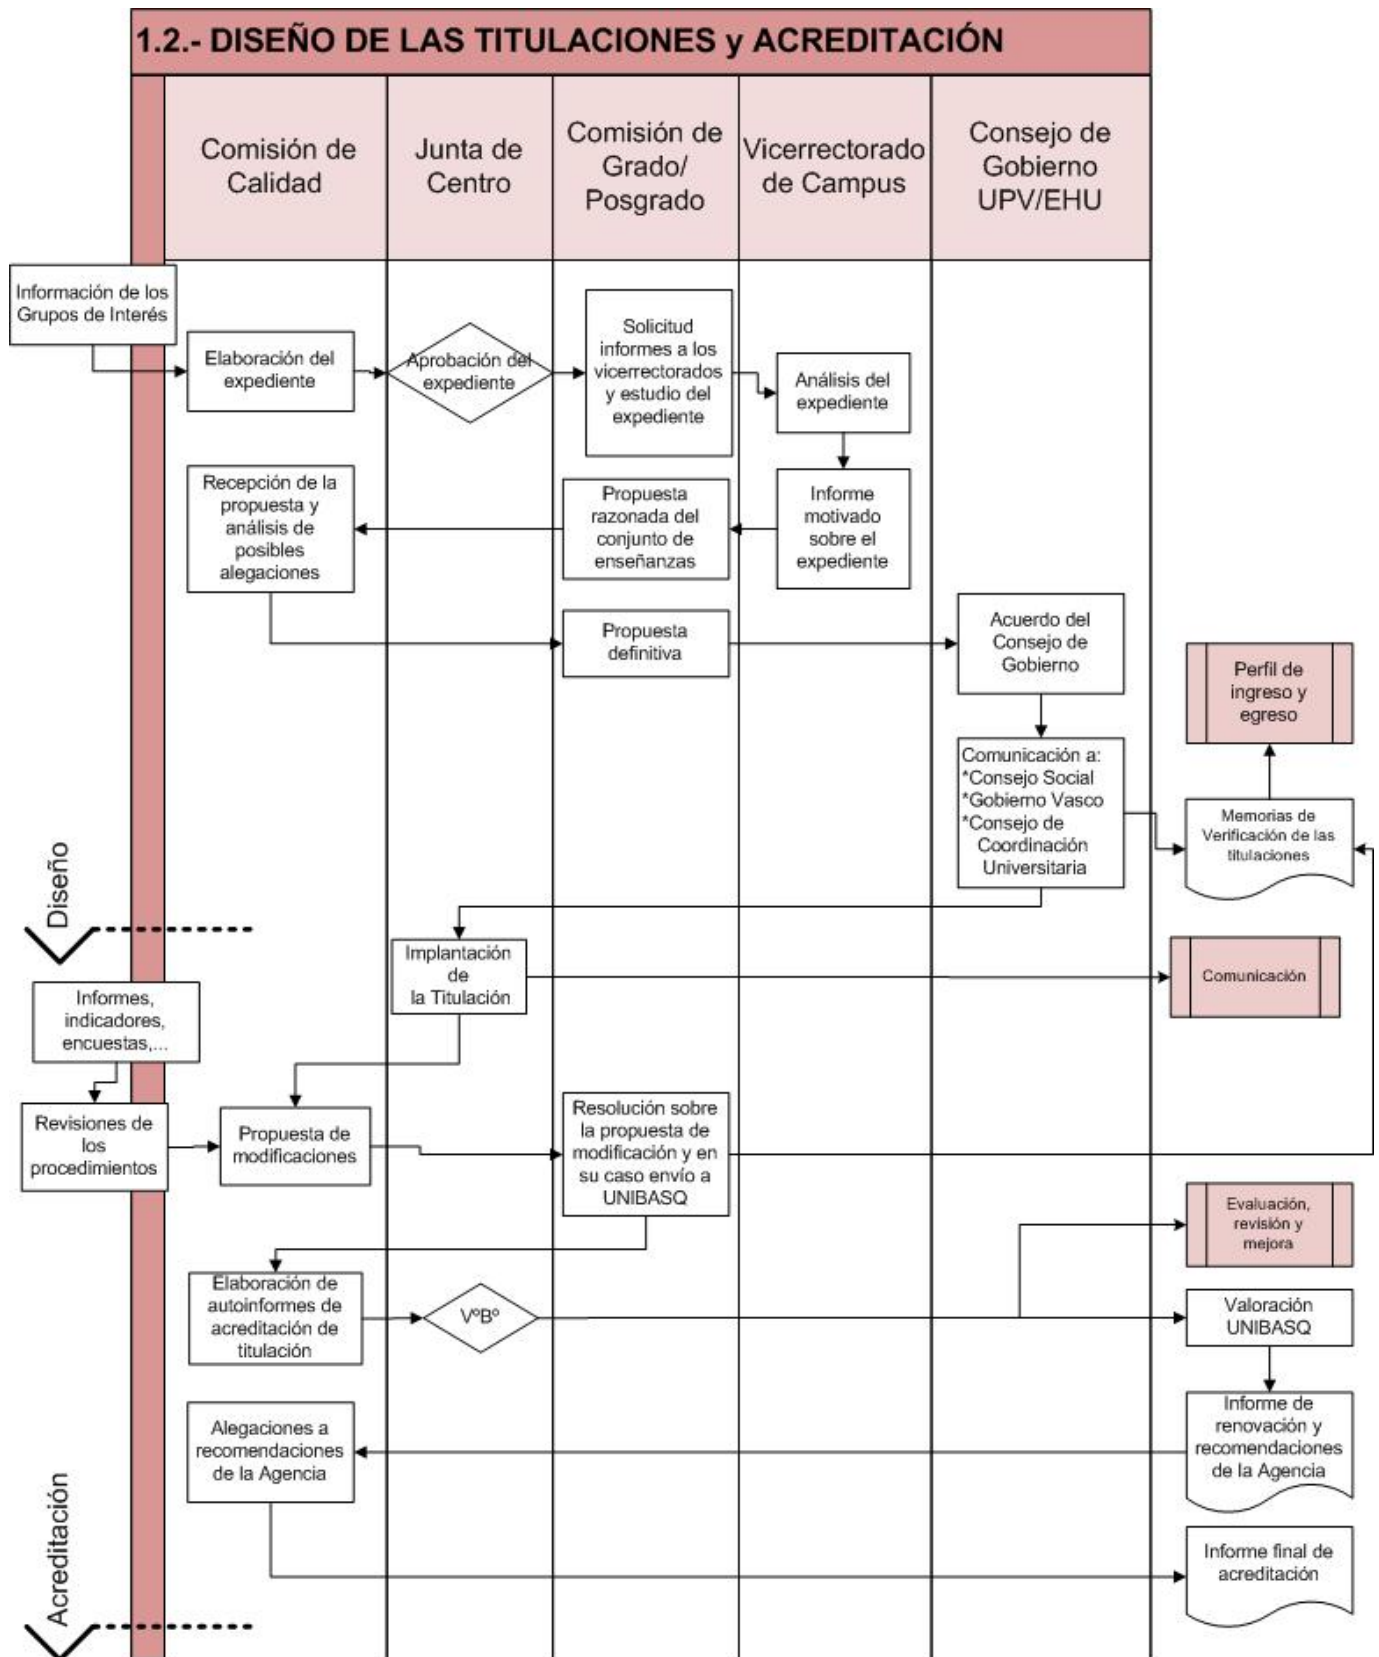 1.2.- DISEÑO DE LAS TITULACIONES y ACREDITACIÓN
Comisión de
Calidad
Junta de
Centro
Comisión de
Grado/
Posgrado
Vicerrectorado
de Campus
Consejo de
Gobierno
UPV/EHU
Información de los
Grupos de Interés
Elaboración del
expediente
Aprobación del
expediente
Solicitud
informes a los
vicerrectorados
y estudio del
expediente
Análisis del
expediente
Recepción de la
propuesta y
análisis de
posibles
alegaciones
Propuesta
razonada del
conjunto de
enseñanzas
Informe
motivado
sobre el
expediente
Propuesta
definitiva
Acuerdo del
Consejo de
Gobierno
Perfil de
ingreso y
egreso
Comunicación a:
*Consejo Social
*Gobierno Vasco
*Consejo de
Coordinación
Universitaria
Memorias de
Verificación de las
titulaciones
Diseño
Implantación
de
la Titulación
Comunicación
Informes,
indicadores,
encuestas,...
Revisiones de
los
procedimientos
Propuesta de
modificaciones
Resolución sobre
la propuesta de
modificación y en
su caso envío a
UNIBASQ
Evaluación,
revisión y
mejora
Elaboración de
autoinformes de
acreditación de
titulación
VºBº
Valoración
UNIBASQ
Alegaciones a
recomendaciones
de la Agencia
Informe de
renovación y
recomendaciones
de la Agencia
Informe final de
acreditación
Acreditación